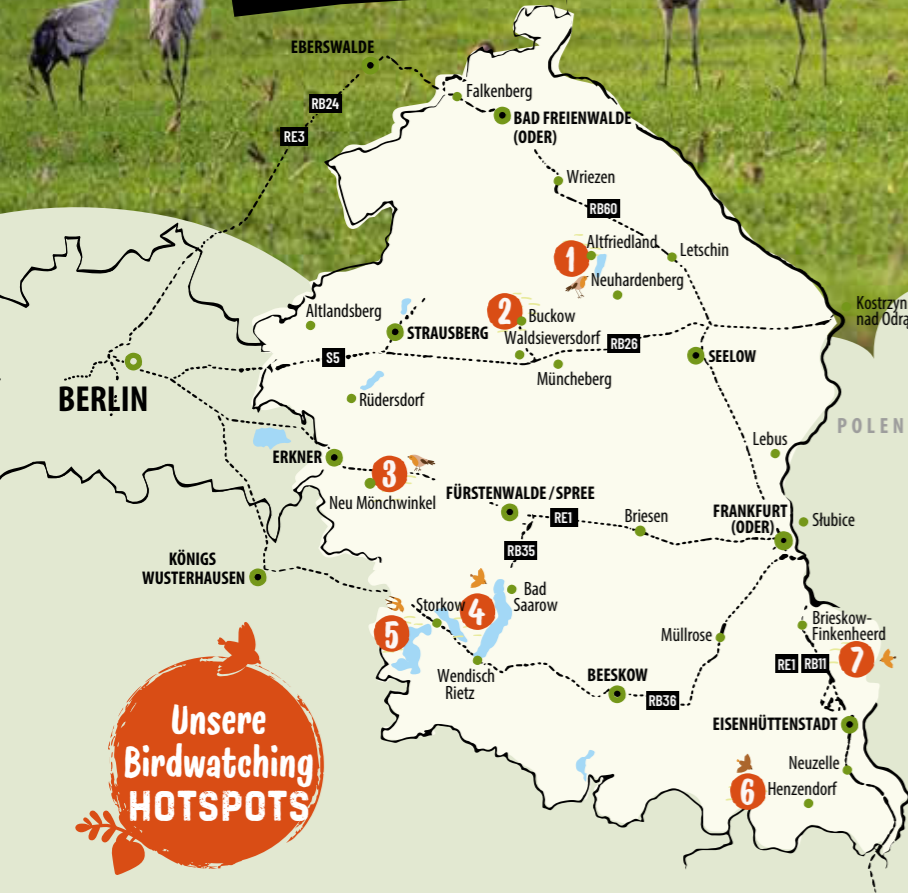 EBERSWALDE
RB24
RE3
Falkenberg
BAD FREIENWALDE
(ODER)
Wriezen
RB60
Altfriedland
Letschin
1
Neuhardenberg
Kostrzyn
nad Odrą
Altlandsberg
2
Buckow
STRAUSBERG
Waldsieversdorf
RB26
S5
SEELOW
Müncheberg
BERLIN
Rüdersdorf
POLEN
Lebus
ERKNER
3
Neu Mönchwinkel
FÜRSTENWALDE / SPREE
RE1
Briesen
FRANKFURT
(ODER)
Słubice
RB35
KÖNIGS
WUSTERHAUSEN
Bad
Saarow
Storkow
4
5
Brieskow-
Finkenheerd
Müllrose
RE1
RB11
7
Wendisch
Rietz
BEESKOW
RB36
EISENHÜTTENSTADT
Neuzelle
6
Henzendorf
Unsere
Birdwatching
HOTSPOTS